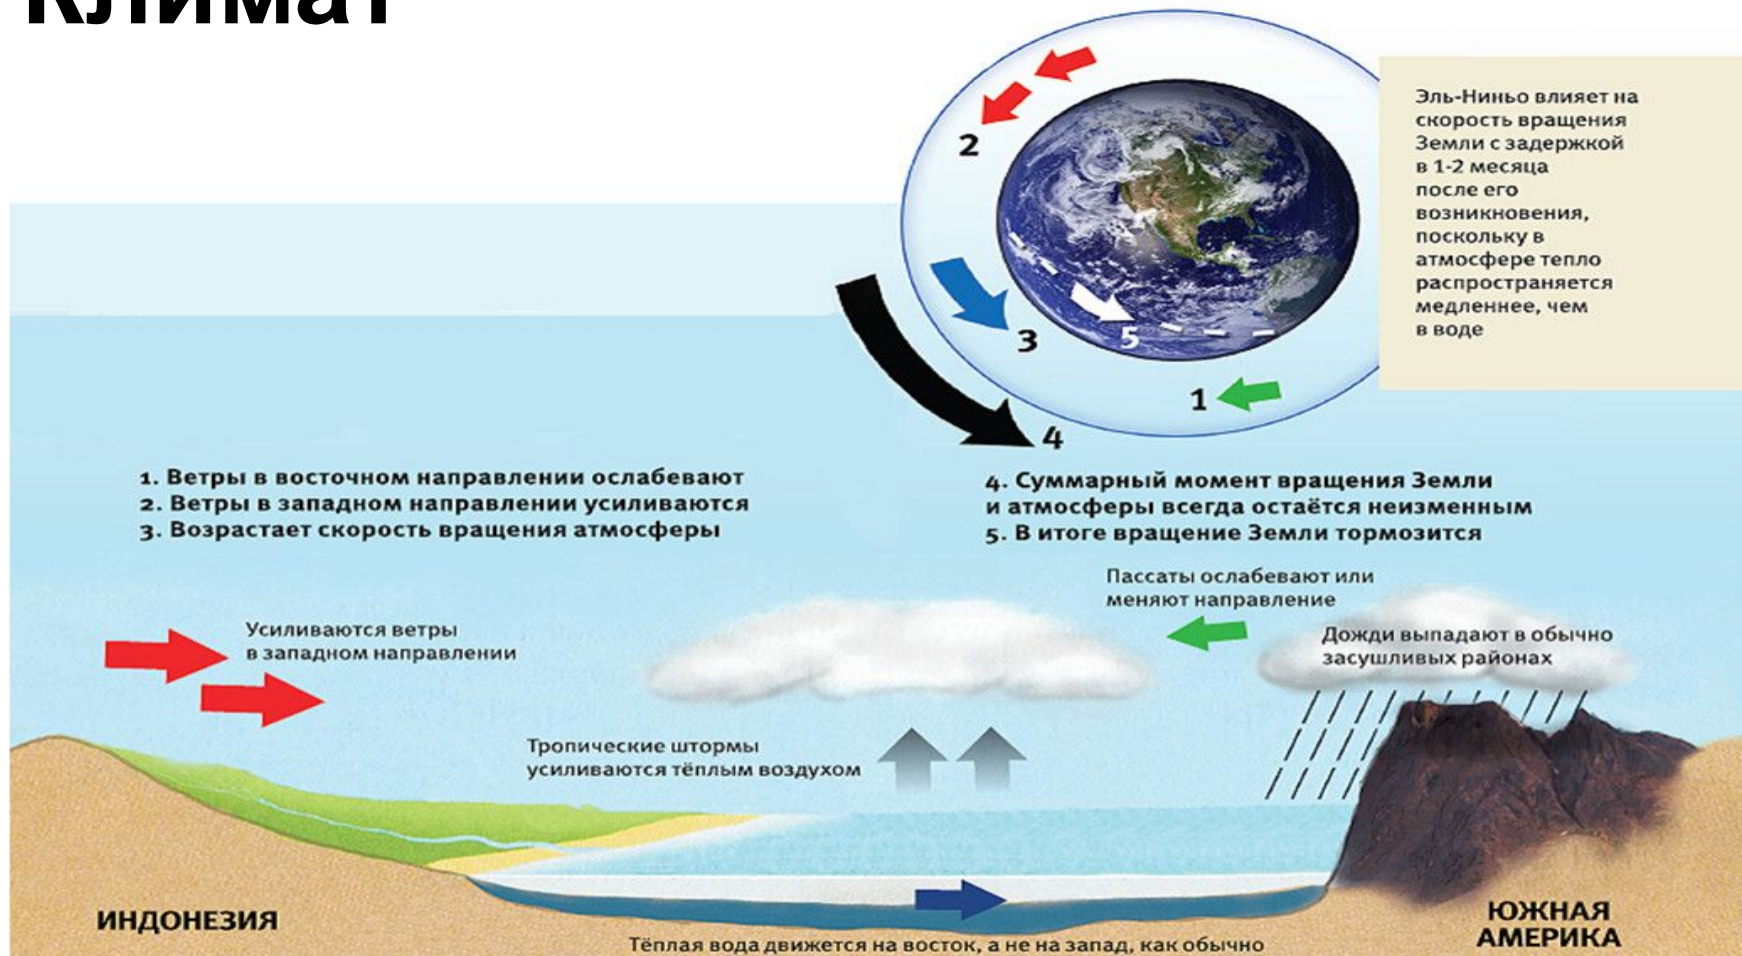 Климат
Эль-Ниньо влияет на
скорость вращения
Земли с задержкой
в 1-2 месяца
после его
возникновения,
поскольку в
атмосфере тепло
распространяется
медленнее, чем
в воде
2
3
5
1
4
1. Ветры в восточном направлении ослабевают
2. Ветры в западном направлении усиливаются
3. Возрастает скорость вращения атмосферы
4. Суммарный момент вращения Земли
и атмосферы всегда остаётся неизменным
5. В итоге вращение Земли тормозится
Пассаты ослабевают или
меняют направление
Усиливаются ветры
в западном направлении
Дожди выпадают в обычно
засушливых районах
Тропические штормы
усиливаются тёплым воздухом
ИНДОНЕЗИЯ
ЮЖНАЯ
АМЕРИКА
Тёплая вода движется на восток, а не на запад, как обычно